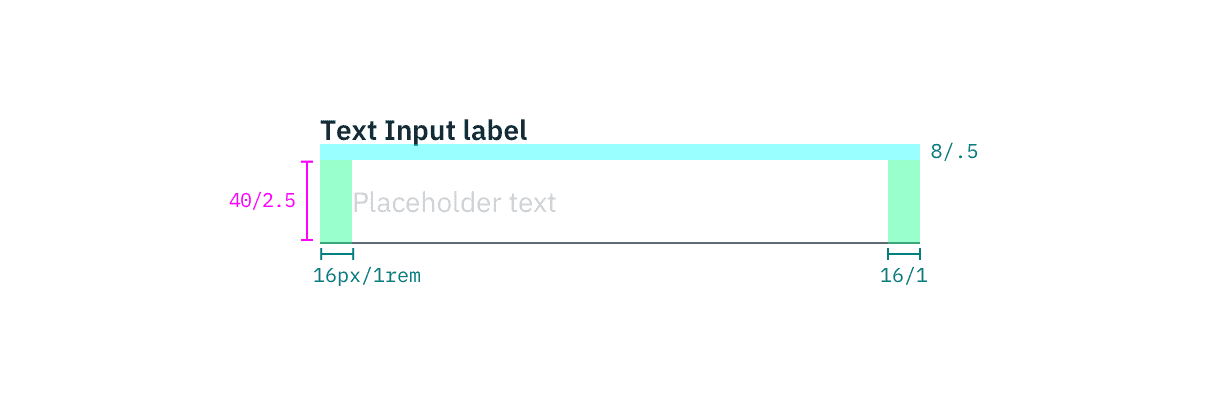 Text Input label
8/.5
40/2.5
Placeholder text
16px/1rem
16/1